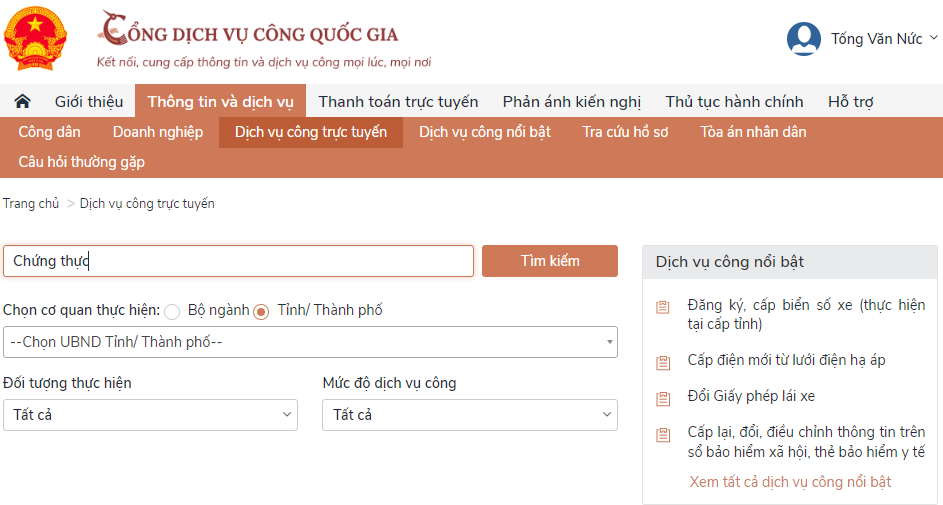 CỔNG DỊCH VỤ CÔNG QUỐC GIA
Kết nối, cung cấp thông tin và dịch vụ công mọi lúc, mọi nơi
Tống Văn Nức
Giới thiệu Thông tin và dịch vụ Thanh toán trực tuyến Phản ánh kiến nghị Thủ tục hành chính Hỗ trợ
Công dân Doanh nghiệp Dịch vụ công trực tuyến Dịch vụ công nổi bật Tra cứu hồ sơ Tòa án nhân dân
Câu hỏi thường gặp
Trang chủ > Dịch vụ công trực tuyến
Chứng thực
Tìm kiếm
Chọn cơ quan thực hiện: Bộ ngành Tỉnh/ Thành phố
--Chọn UBND Tỉnh/ Thành phố--
Đối tượng thực hiện Mức độ dịch vụ công
Tất cả Tất cả
Dịch vụ công nổi bật
Đăng ký, cấp biển số xe (thực hiện
tại cấp tỉnh)
Cấp điện mới từ lưới điện hạ áp
Đổi Giấy phép lái xe
Cấp lại, đổi, điều chỉnh thông tin trên
sổ bảo hiểm xã hội, thẻ bảo hiểm y tế
Xem tất cả dịch vụ công nổi bật